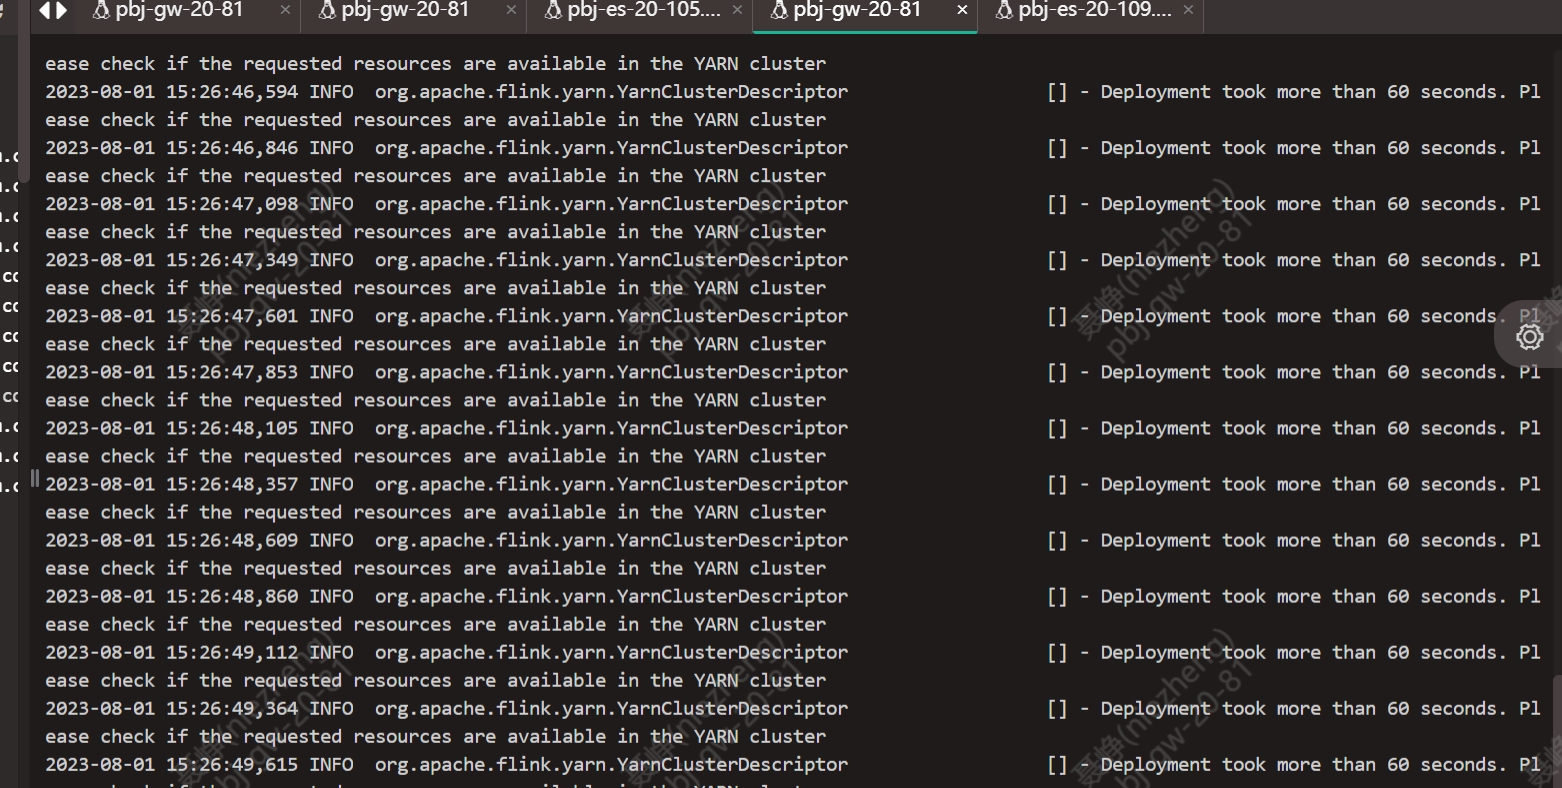 pbj-gw-20-81 × pbj-gw-20-81 × pbj-es-20-105.... × pbj-gw-20-81 × pbj-es-20-109.... ×
ease check if the requested resources are available in the YARN cluster
2023-08-01 15:26:46,594 INFO  org.apache.flink.yarn.YarnClusterDescriptor                  [] - Deployment took more than 60 seconds. Pl
ease check if the requested resources are available in the YARN cluster
2023-08-01 15:26:46,846 INFO  org.apache.flink.yarn.YarnClusterDescriptor                  [] - Deployment took more than 60 seconds. Pl
ease check if the requested resources are available in the YARN cluster
2023-08-01 15:26:47,098 INFO  org.apache.flink.yarn.YarnClusterDescriptor                  [] - Deployment took more than 60 seconds. Pl
ease check if the requested resources are available in the YARN cluster
2023-08-01 15:26:47,349 INFO  org.apache.flink.yarn.YarnClusterDescriptor                  [] - Deployment took more than 60 seconds. Pl
ease check if the requested resources are available in the YARN cluster
2023-08-01 15:26:47,601 INFO  org.apache.flink.yarn.YarnClusterDescriptor                  [] - Deployment took more than 60 seconds. Pl
ease check if the requested resources are available in the YARN cluster
2023-08-01 15:26:47,853 INFO  org.apache.flink.yarn.YarnClusterDescriptor                  [] - Deployment took more than 60 seconds. Pl
ease check if the requested resources are available in the YARN cluster
2023-08-01 15:26:48,105 INFO  org.apache.flink.yarn.YarnClusterDescriptor                  [] - Deployment took more than 60 seconds. Pl
ease check if the requested resources are available in the YARN cluster
2023-08-01 15:26:48,357 INFO  org.apache.flink.yarn.YarnClusterDescriptor                  [] - Deployment took more than 60 seconds. Pl
ease check if the requested resources are available in the YARN cluster
2023-08-01 15:26:48,609 INFO  org.apache.flink.yarn.YarnClusterDescriptor                  [] - Deployment took more than 60 seconds. Pl
ease check if the requested resources are available in the YARN cluster
2023-08-01 15:26:48,860 INFO  org.apache.flink.yarn.YarnClusterDescriptor                  [] - Deployment took more than 60 seconds. Pl
ease check if the requested resources are available in the YARN cluster
2023-08-01 15:26:49,112 INFO  org.apache.flink.yarn.YarnClusterDescriptor                  [] - Deployment took more than 60 seconds. Pl
ease check if the requested resources are available in the YARN cluster
2023-08-01 15:26:49,364 INFO  org.apache.flink.yarn.YarnClusterDescriptor                  [] - Deployment took more than 60 seconds. Pl
ease check if the requested resources are available in the YARN cluster
2023-08-01 15:26:49,615 INFO  org.apache.flink.yarn.YarnClusterDescriptor                  [] - Deployment took more than 60 seconds. Pl